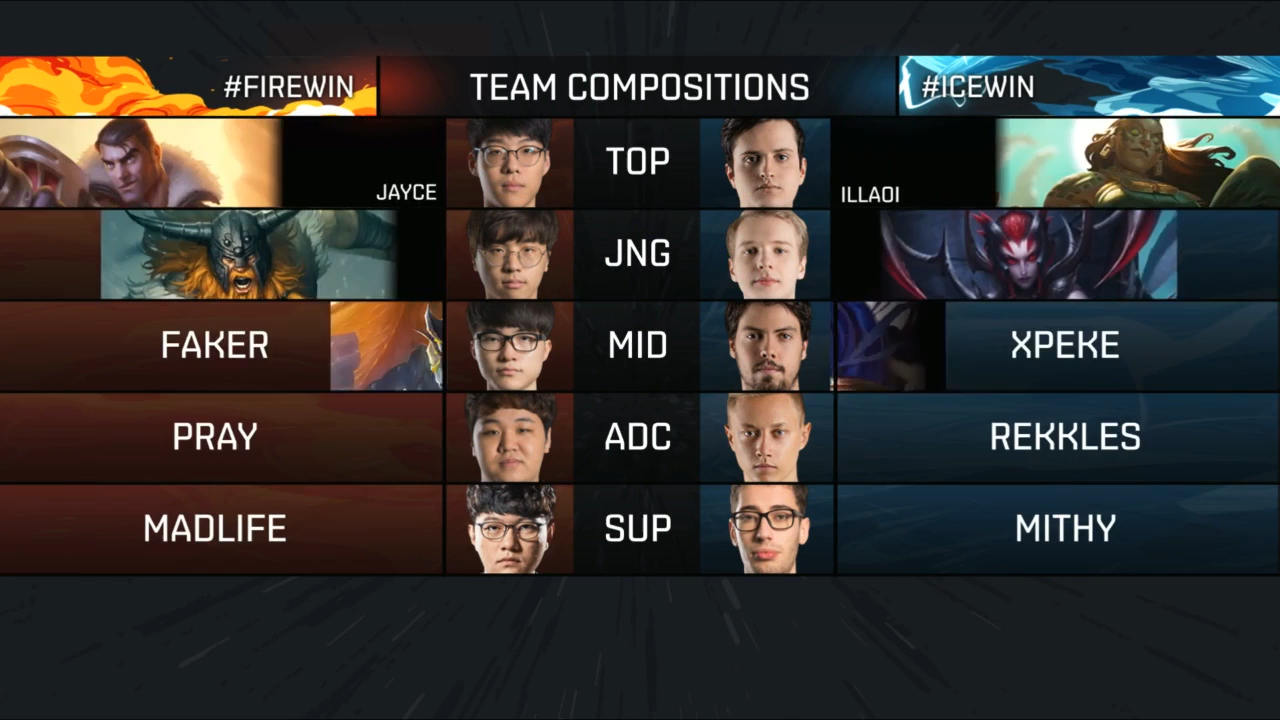 #FIREWIN TEAM COMPOSITIONS #ICEWIN
JAYCE TOP ILLAOI
JNG
FAKER MID XPEKE
PRAY ADC REKKLES
MADLIFE SUP MITHY